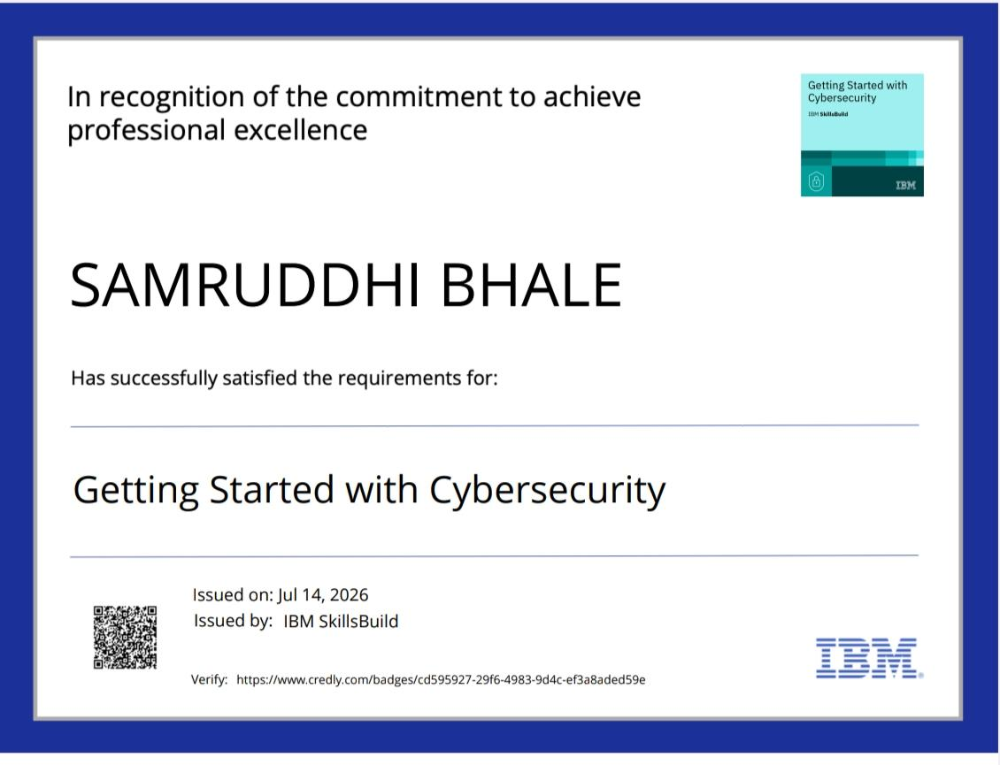 In recognition of the commitment to achieve
professional excellence
Getting Started with
Cybersecurity
IBM SkillsBuild
IBM
SAMRUDDHI BHALE
Has successfully satisfied the requirements for:
Getting Started with Cybersecurity
Issued on: Jul 14, 2026
Issued by: IBM SkillsBuild
Verify: https://www.credly.com/badges/cd595927-29f6-4983-9d4c-ef3a8aded59e
IBM